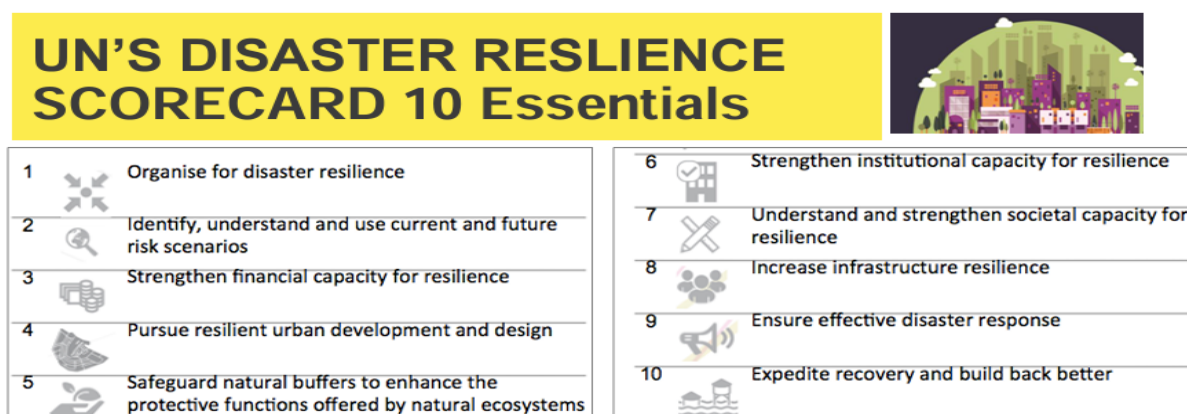 UN'S DISASTER RESLIENCE
SCORECARD 10 Essentials
1 Organise for disaster resilience
2 Identify, understand and use current and future
risk scenarios
3 Strengthen financial capacity for resilience
4 Pursue resilient urban development and design
5 Safeguard natural buffers to enhance the
protective functions offered by natural ecosystems
6 Strengthen institutional capacity for resilience
7 Understand and strengthen societal capacity for
resilience
8 Increase infrastructure resilience
9 Ensure effective disaster response
10 Expedite recovery and build back better